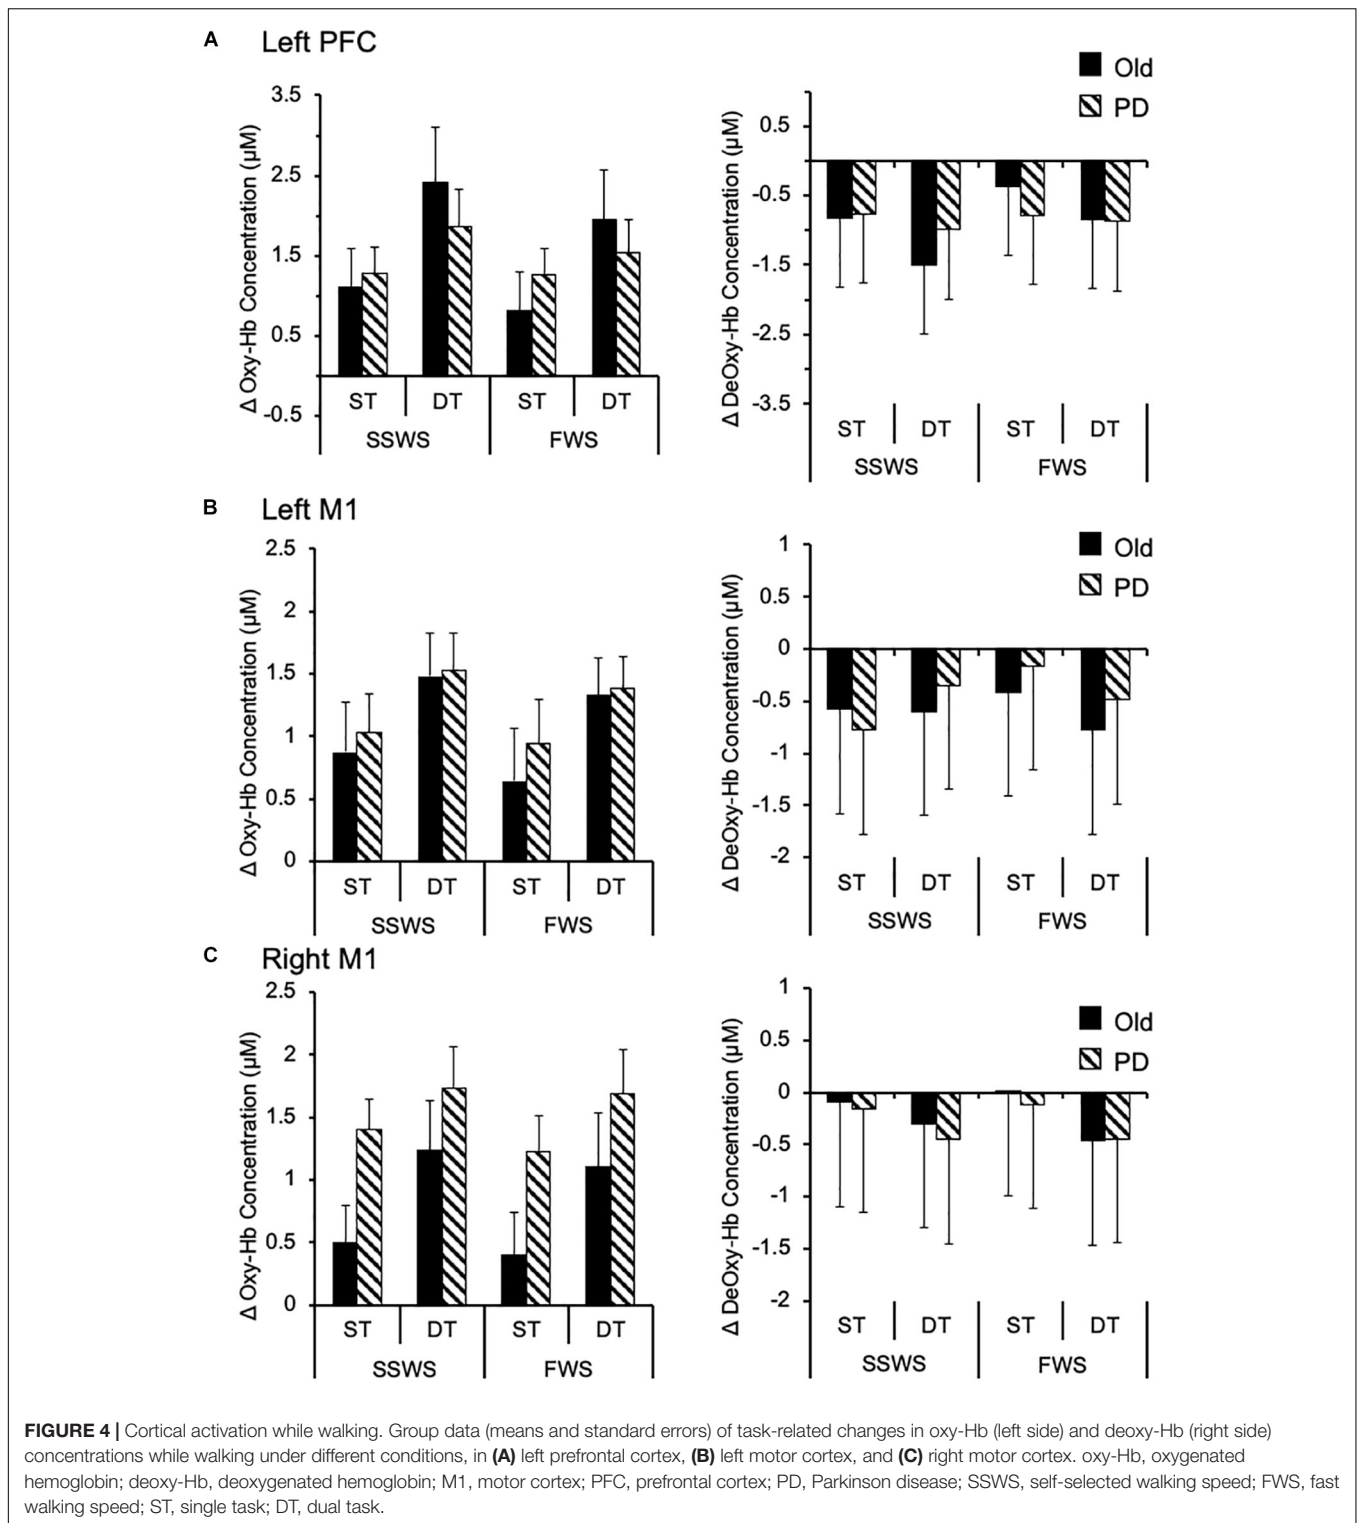 A Left PFC
Old
PD
Δ Oxy-Hb Concentration (μM)
3.5
2.5
1.5
0.5
-0.5
ST DT ST DT
SSWS FWS
Δ DeOxy-Hb Concentration (μM)
0.5
-0.5
-1.5
-2.5
-3.5
ST DT ST DT
SSWS FWS
B Left M1
Old
PD
Δ Oxy-Hb Concentration (μM)
2.5
2
1.5
1
0.5
0
ST DT ST DT
SSWS FWS
Δ DeOxy-Hb Concentration (μM)
1
0.5
0
-0.5
-1
-1.5
-2
ST DT ST DT
SSWS FWS
C Right M1
Old
PD
Δ Oxy-Hb Concentration (μM)
2.5
2
1.5
1
0.5
0
ST DT ST DT
SSWS FWS
Δ DeOxy-Hb Concentration (μM)
1
0.5
0
-0.5
-1
-1.5
-2
ST DT ST DT
SSWS FWS
FIGURE 4 | Cortical activation while walking. Group data (means and standard errors) of task-related changes in oxy-Hb (left side) and deoxy-Hb (right side)
concentrations while walking under different conditions, in (A) left prefrontal cortex, (B) left motor cortex, and (C) right motor cortex. oxy-Hb, oxygenated
hemoglobin; deoxy-Hb, deoxygenated hemoglobin; M1, motor cortex; PFC, prefrontal cortex; PD, Parkinson disease; SSWS, self-selected walking speed; FWS, fast
walking speed; ST, single task; DT, dual task.